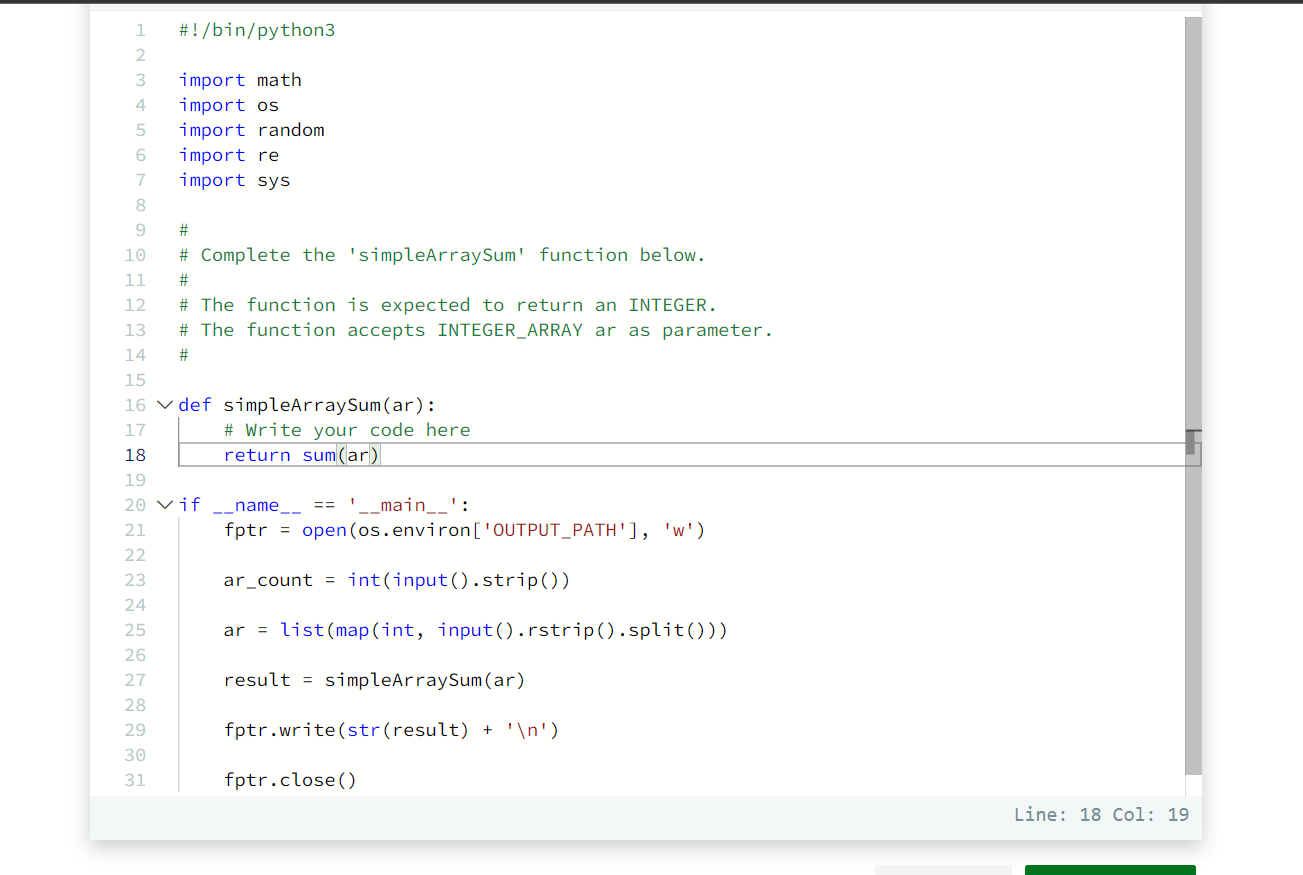 1 #!/bin/python3
2
3 import math
4 import os
5 import random
6 import re
7 import sys
8
9 #
10 # Complete the 'simpleArraySum' function below.
11 #
12 # The function is expected to return an INTEGER.
13 # The function accepts INTEGER_ARRAY ar as parameter.
14 #
15
16 def simpleArraySum(ar):
17     # Write your code here
18     return sum(ar)
19
20 if __name__ == '__main__':
21     fptr = open(os.environ['OUTPUT_PATH'], 'w')
22
23     ar_count = int(input().strip())
24
25     ar = list(map(int, input().rstrip().split()))
26
27     result = simpleArraySum(ar)
28
29     fptr.write(str(result) + '\n')
30
31     fptr.close()
Line: 18 Col: 19